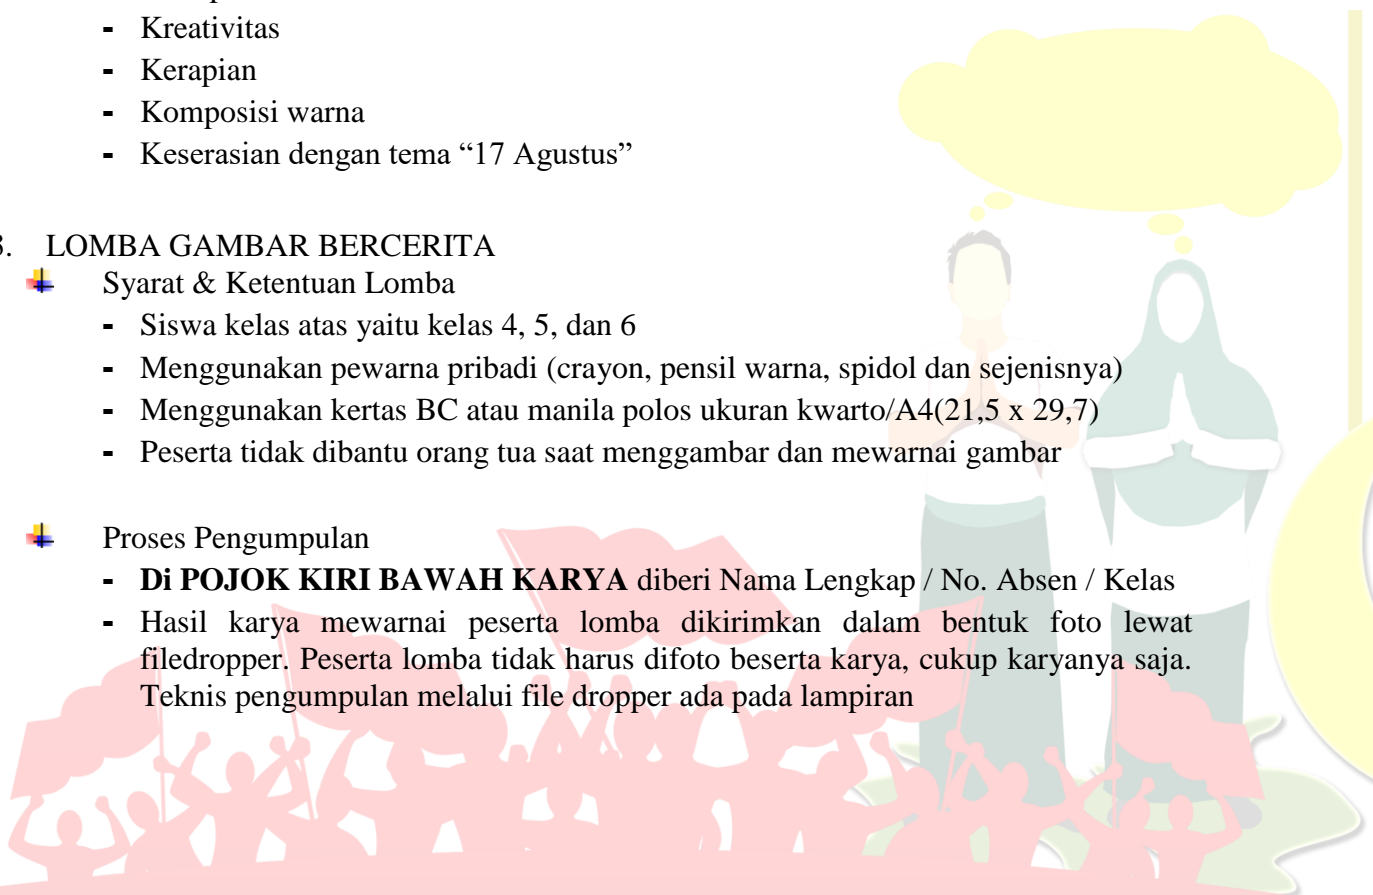 - Kreativitas
- Kerapian
- Komposisi warna
- Keserasian dengan tema “17 Agustus”
3. LOMBA GAMBAR BERCERITA
Syarat & Ketentuan Lomba
- Siswa kelas atas yaitu kelas 4, 5, dan 6
- Menggunakan pewarna pribadi (crayon, pensil warna, spidol dan sejenisnya)
- Menggunakan kertas BC atau manila polos ukuran kwarto/A4(21,5 x 29,7)
- Peserta tidak dibantu orang tua saat menggambar dan mewarnai gambar
Proses Pengumpulan
- Di POJOK KIRI BAWAH KARYA diberi Nama Lengkap / No. Absen / Kelas
- Hasil karya mewarnai peserta lomba dikirimkan dalam bentuk foto lewat
filedropper. Peserta lomba tidak harus difoto beserta karya, cukup karyanya saja.
Teknis pengumpulan melalui file dropper ada pada lampiran